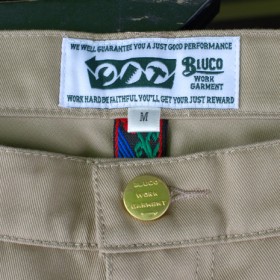 WE WELL GUARANTEE YOU A JUST GOOD PERFORMANCE
BLUCO
WORK
GARMENT
WORK HARD BE FAITHFUL YOU'LL GET YOUR JUST REWARD
M
BLUCO
WORK
GARMENT